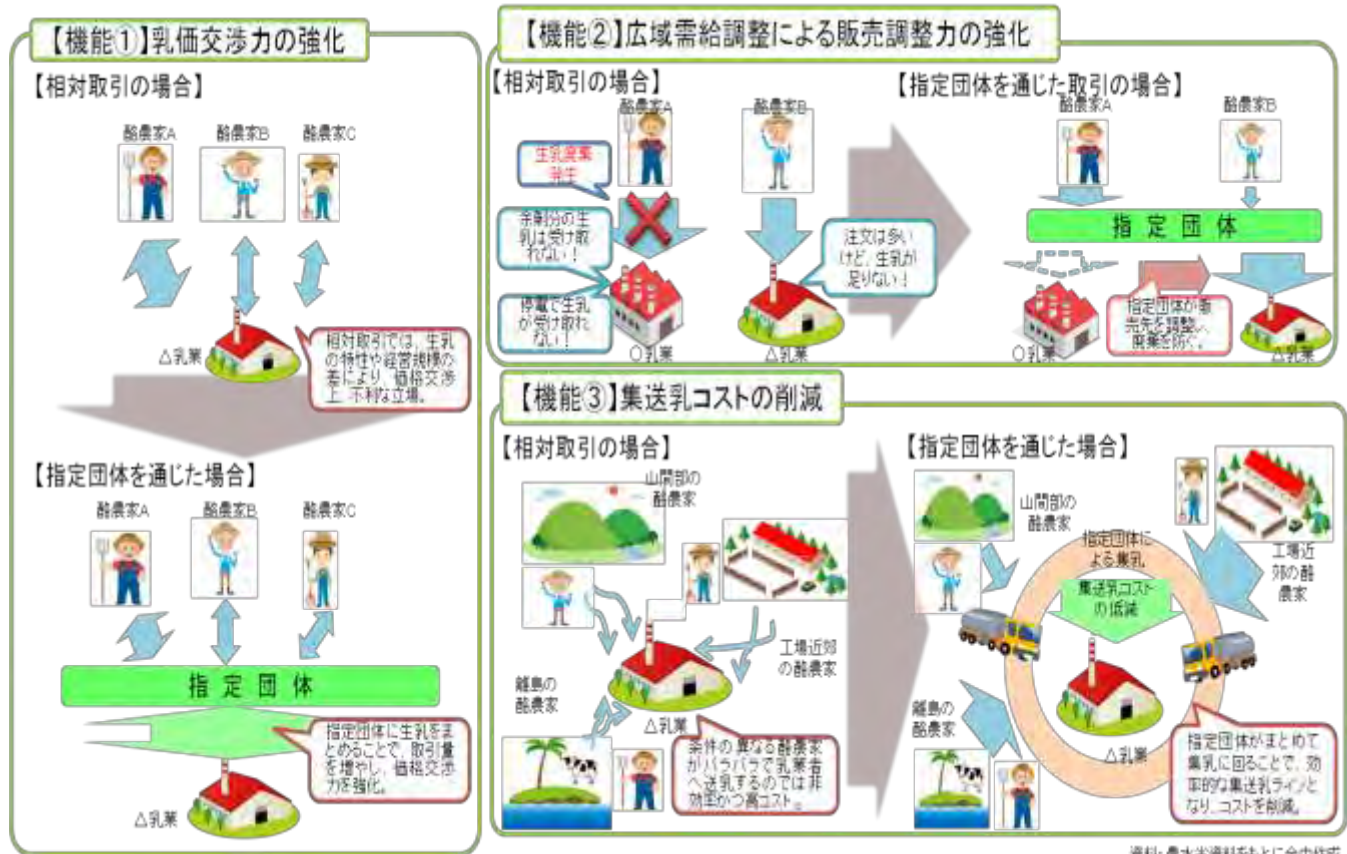 【機能①】乳価交渉力の強化
【相対取引の場合】
酪農家A
酪農家B
酪農家C
△乳業
相対取引では、生乳
の特性や経営規模の
差により、価格交渉
上、不利な立場。
【指定団体を通じた場合】
酪農家A
酪農家B
酪農家C
指定団体
指定団体に生乳をま
とめることで、取引量
を増やし、価格交渉
力を強化。
△乳業
【機能②】広域需給調整による販売調整力の強化
【相対取引の場合】
酪農家A
酪農家B
生乳廃棄
発生
余剰分の生
乳は受け取
れない！
停電で生乳
が受け取れ
ない！
〇乳業
注文は多い
けど、生乳が
足りない！
△乳業
【指定団体を通じた取引の場合】
酪農家A
酪農家B
指定団体
指定団体が販
売先を調整し、
廃棄を防ぐ。
〇乳業
△乳業
【機能③】集送乳コストの削減
【相対取引の場合】
山間部の
酪農家
工場近郊
の酪農家
離島の
酪農家
△乳業
条件の異なる酪農家
がバラバラで乳業者
へ送乳するのでは非
効率かつ高コスト。
【指定団体を通じた場合】
山間部の
酪農家
指定団体に
よる集乳
集送乳コスト
の低減
工場近
郊の酪
農家
離島の
酪農家
△乳業
指定団体がまとめて
集乳に回ることで、効
率的な集送乳ラインと
なり、コストを削減。
資料：農水省資料をもとに全中作成